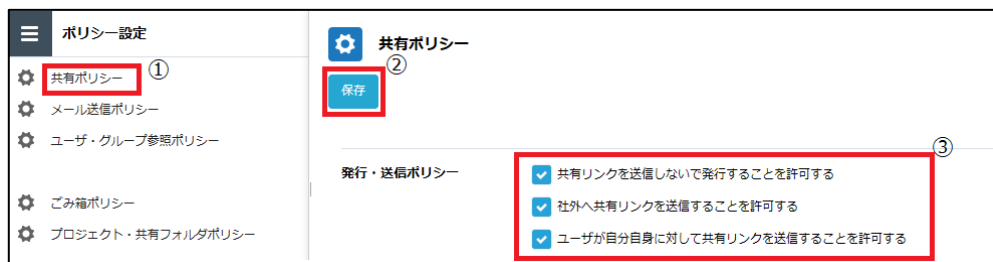 ポリシー設定
共有ポリシー ①
メール送信ポリシー
ユーザ・グループ参照ポリシー
ごみ箱ポリシー
プロジェクト・共有フォルダポリシー
共有ポリシー
②
保存
③
発行・送信ポリシー
共有リンクを送信しないで発行することを許可する
社外へ共有リンクを送信することを許可する
ユーザが自分自身に対して共有リンクを送信することを許可する